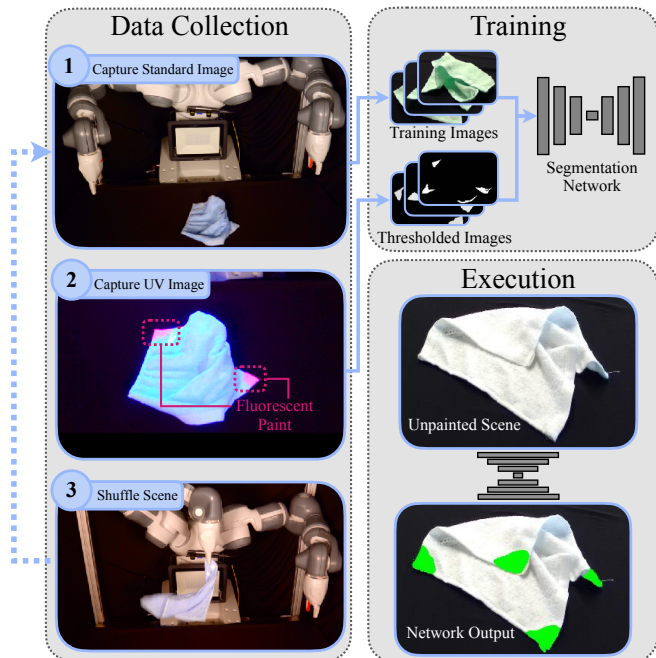 Data Collection
1 Capture Standard Image
2 Capture UV Image
Fluorescent
Paint
3 Shuffle Scene
Training
Training Images
Thresholded Images
Segmentation
Network
Execution
Unpainted Scene
Network Output